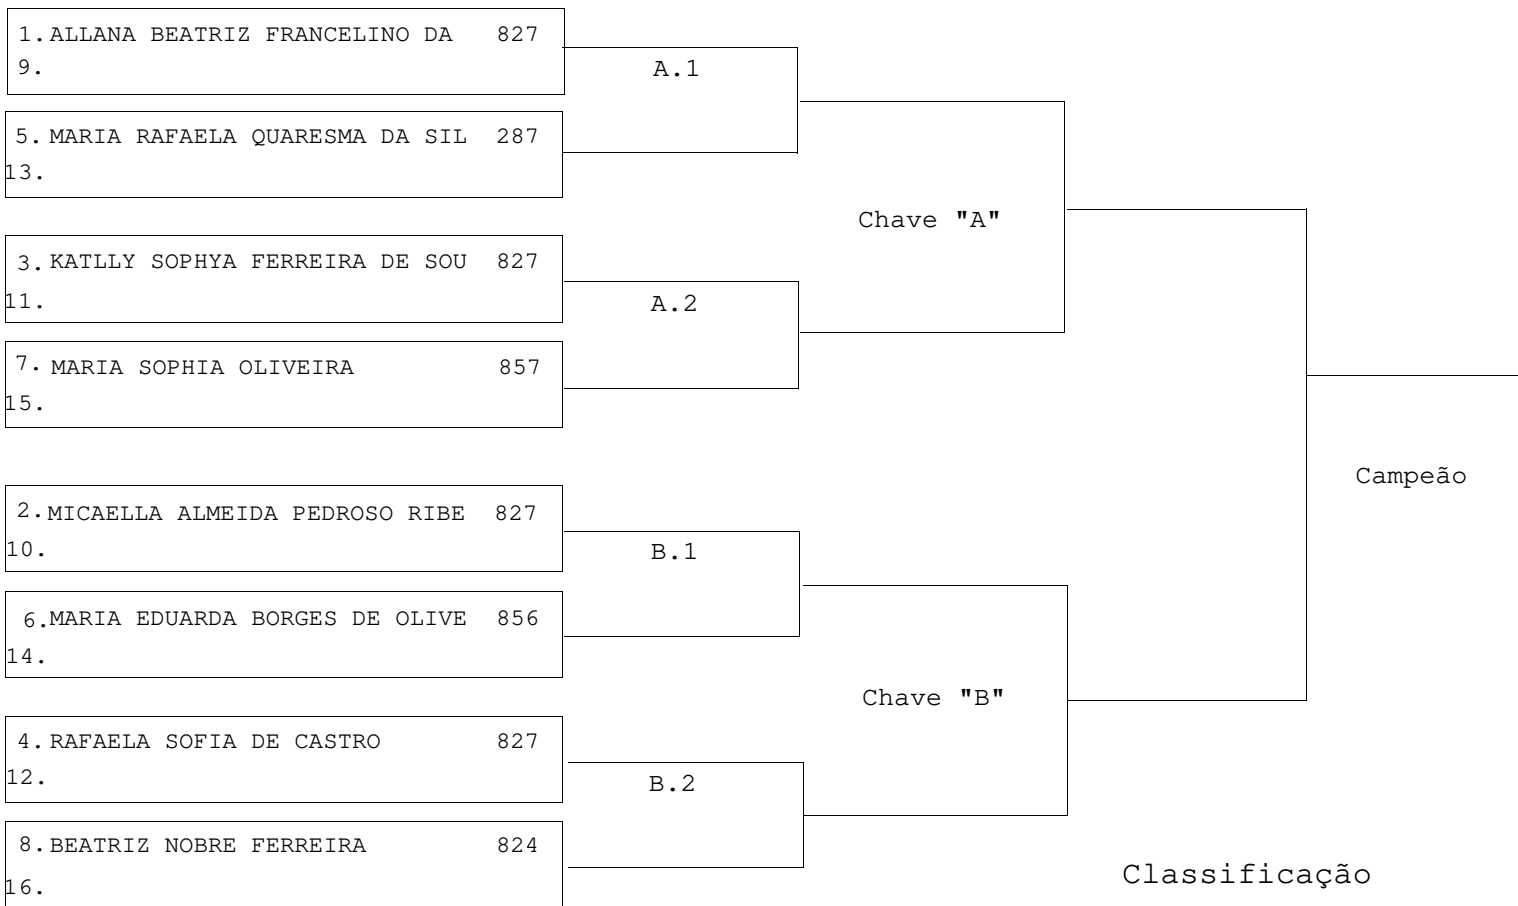 1. ALLANA BEATRIZ FRANCELINO DA 827
9.
A.1
5. MARIA RAFAELA QUARESMA DA SIL 287
13.
Chave "A"
3. KATLLY SOPHYA FERREIRA DE SOU 827
11.
A.2
7. MARIA SOPHIA OLIVEIRA 857
15.
Campeão
2. MICAELLA ALMEIDA PEDROSO RIBE 827
10.
B.1
6. MARIA EDUARDA BORGES DE OLIVE 856
14.
Chave "B"
4. RAFAELA SOFIA DE CASTRO 827
12.
B.2
8. BEATRIZ NOBRE FERREIRA 824
16.
Classificação